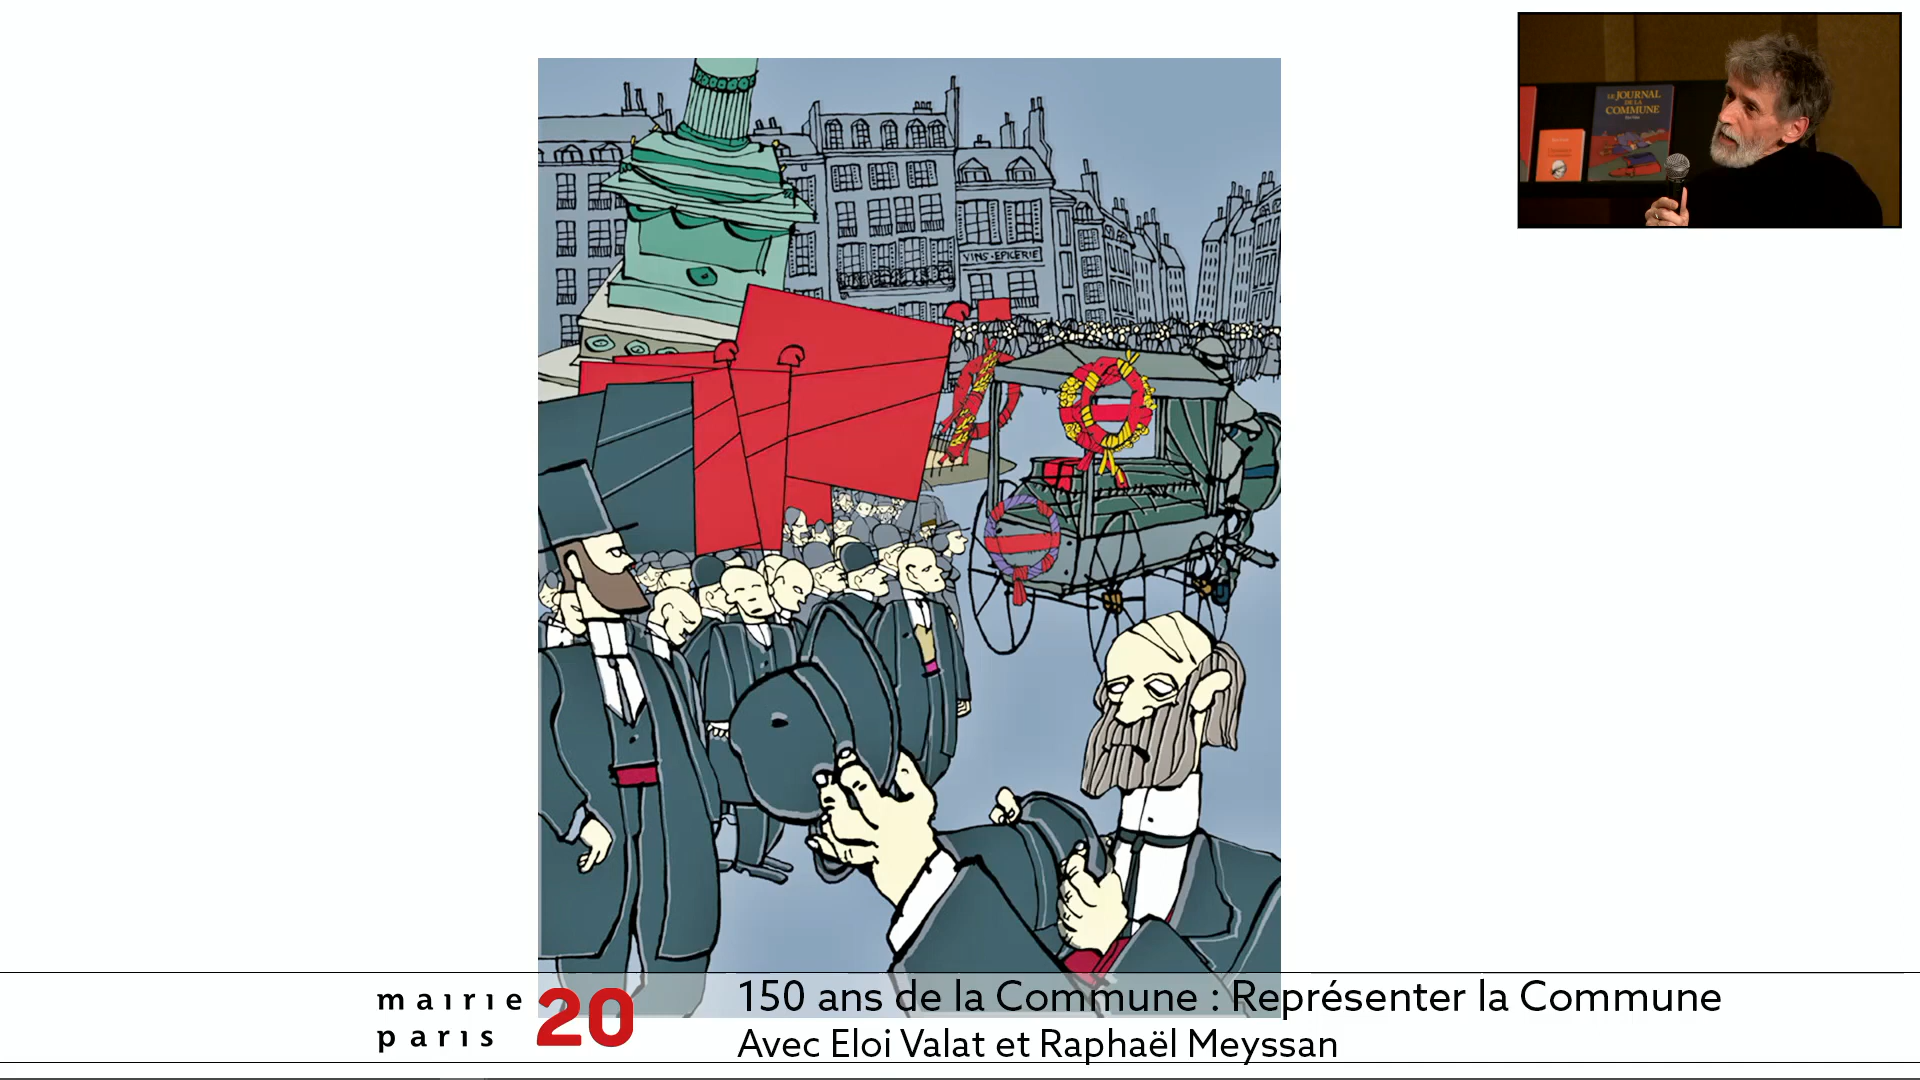 LE JOURNAL
DE LA
COMMUNE
VINS-EPICERIE
mairie
paris
20
150 ans de la Commune : Représenter la Commune
Avec Eloi Valat et Raphaël Meyssan